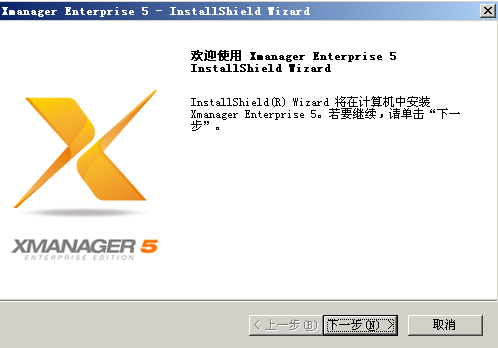 Xmanager Enterprise 5 - InstallShield Wizard
欢迎使用 Xmanager Enterprise 5
InstallShield Wizard
InstallShield(R) Wizard 将在计算机中安装
Xmanager Enterprise 5。若要继续，请单击“下一
步”。
XMANAGER 5
ENTERPRISE EDITION
< 上一步(B) 下一步(N) > 取消